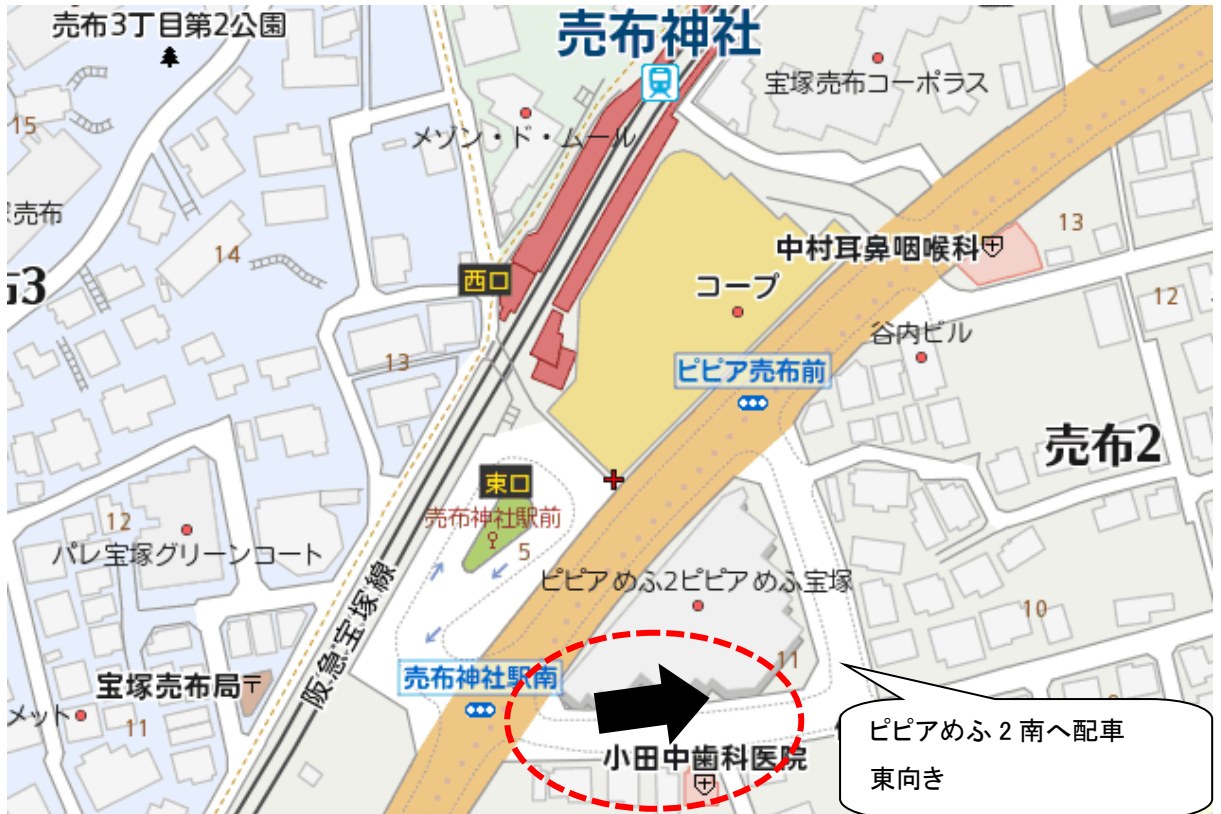 売布3丁目第2公園
売布神社
宝塚売布コーポラス
15
メゾン・ド・ムール
売布
14
西口
中村耳鼻咽喉科
13
3
コープ
12
谷内ビル
13
ピピア売布前
売布2
東口
売布神社駅前
12
5
パレ宝塚グリーンコート
ピピアめふ2ピピアめふ宝塚
10
阪急宝塚線
11
売布神社駅南
宝塚売布局〒
メット
11
小田中歯科医院
ピピアめふ2南へ配車
東向き